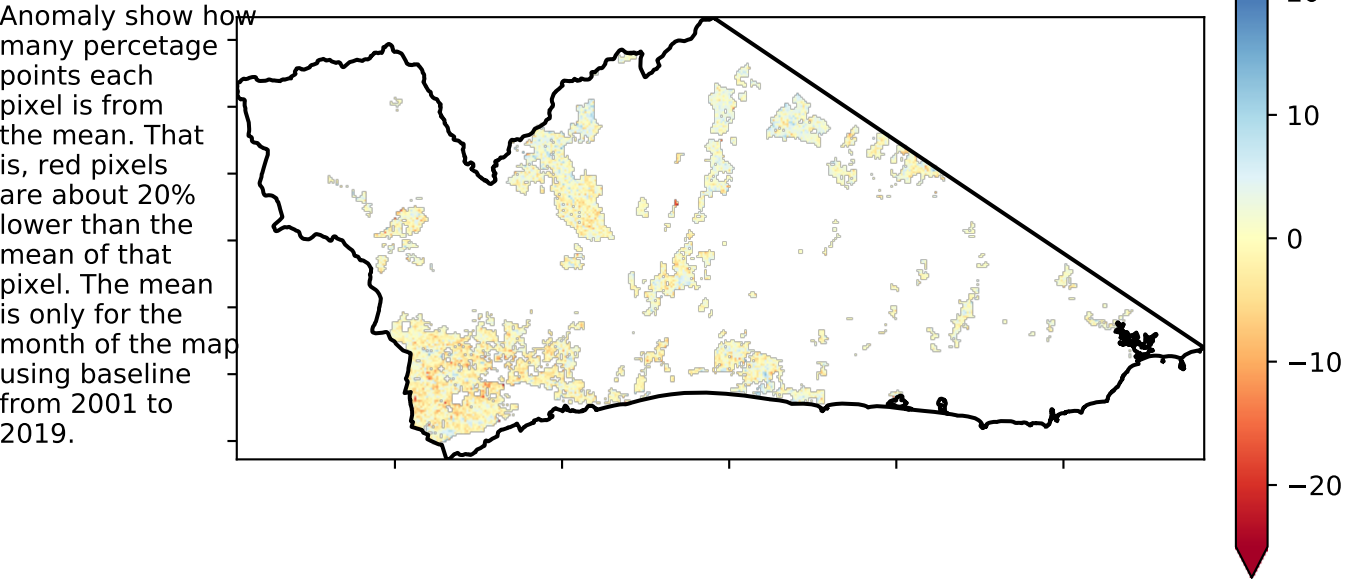 Anomaly show how
many percetage
points each
pixel is from
the mean. That
is, red pixels
are about 20%
lower than the
mean of that
pixel. The mean
is only for the
month of the map
using baseline
from 2001 to
2019.
10
0
−10
−20